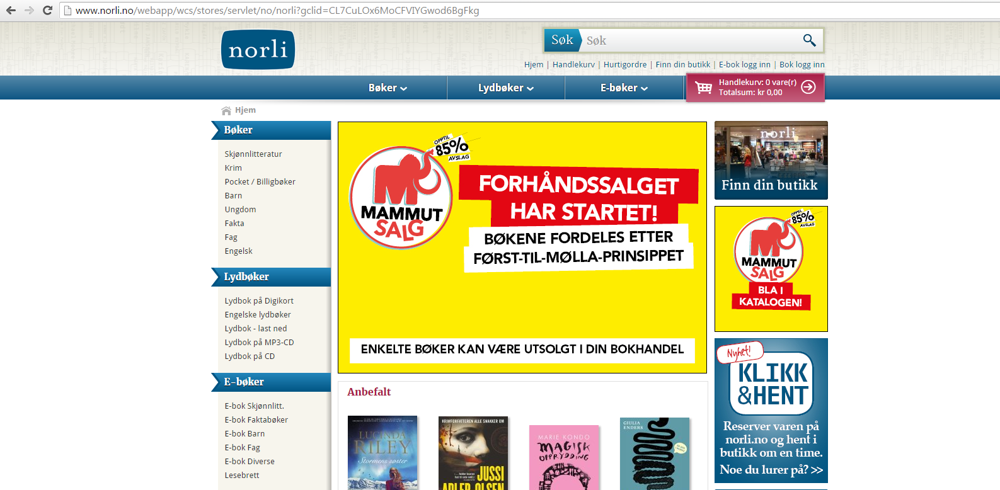 www.norli.no/webapp/wcs/stores/servlet/no/norli?gclid=CL7CuLOx6MoCFVIYGwod6BgFkg
norli
Søk Søk
Hjem | Handlekurv | Hurtigordre | Finn din butikk | E-bok logg inn | Bok logg inn
Bøker
Lydbøker
E-bøker
Handlekurv: 0 vare(r)
Totalsum: kr 0,00
Hjem
Bøker
Skjønnlitteratur
Krim
Pocket / Billigbøker
Barn
Ungdom
Fakta
Fag
Engelsk
Lydbøker
Lydbok på Digikort
Engelske lydbøker
Lydbok - last ned
Lydbok på MP3-CD
Lydbok på CD
E-bøker
E-bok Skjønnlitt.
E-bok Faktabøker
E-bok Barn
E-bok Fag
E-bok Diverse
Lesebrett
OPPTIL
85%
AVSLAG
MAMMUT
SALG
FORHÅNDSSALGET
HAR STARTET!
BØKENE FORDELES ETTER
FØRST-TIL-MØLLA-PRINSIPPET
ENKELTE BØKER KAN VÆRE UTSOLGT I DIN BOKHANDEL
Anbefalt
LUCINDA
RILEY
Stormens søster
KRIMFORFATTEREN ALLE SNAKKER OM
JUSSI
ADLER-OLSEN
MARIE KONDO
MAGISK
OPPRYDDING
GIULIA
ENDERS
norli
Finn din butikk
OPPTIL
85%
AVSLAG
MAMMUT
SALG
BLA I
KATALOGEN!
Nyhet!
KLIKK
&HENT
Reserver varen på
norli.no og hent i
butikk om en time.
Noe du lurer på? >>